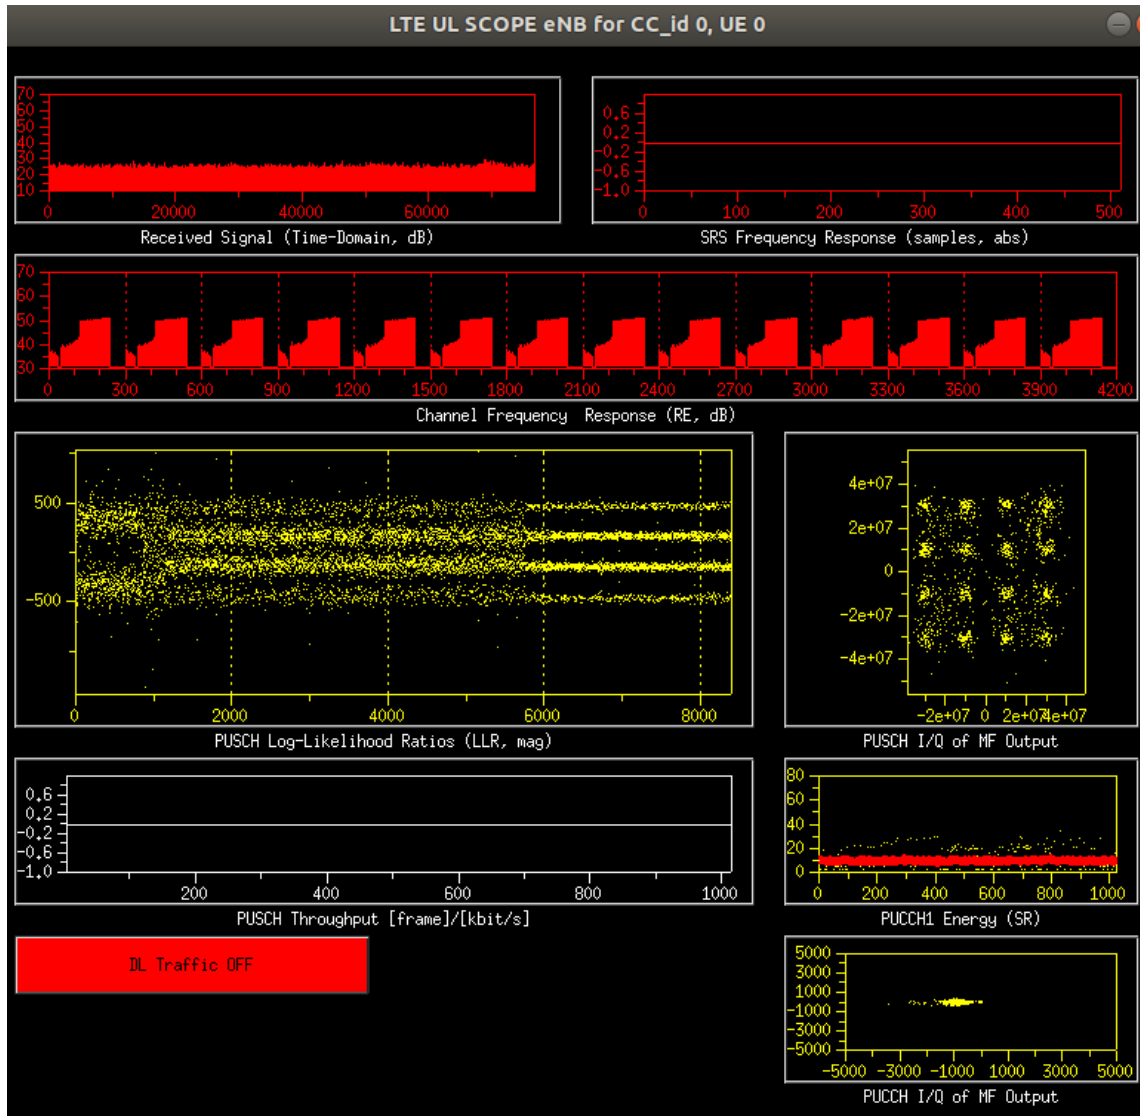 LTE UL SCOPE eNB for CC_id 0, UE 0
70
60
50
40
30
20
10
0 20000 40000 60000
Received Signal (Time-Domain, dB)
0.6
0.2
-0.2
-0.6
-1.0
0 100 200 300 400 500
SRS Frequency Response (samples, abs)
70
60
50
40
30
0 300 600 900 1200 1500 1800 2100 2400 2700 3000 3300 3600 3900 4200
Channel Frequency Response (RE, dB)
500
-500
0 2000 4000 6000 8000
PUSCH Log-Likelihood Ratios (LLR, mag)
4e+07
2e+07
0
-2e+07
-4e+07
-2e+07 0 2e+07 4e+07
PUSCH I/Q of MF Output
0.6
0.2
-0.2
-0.6
-1.0
200 400 600 800 1000
PUSCH Throughput [frame]/[kbit/s]
80
60
40
20
0
0 200 400 600 800 1000
PUCCH1 Energy (SR)
DL Traffic OFF
5000
3000
1000
-1000
-3000
-5000
-5000 -3000 -1000 1000 3000 5000
PUCCH I/Q of MF Output